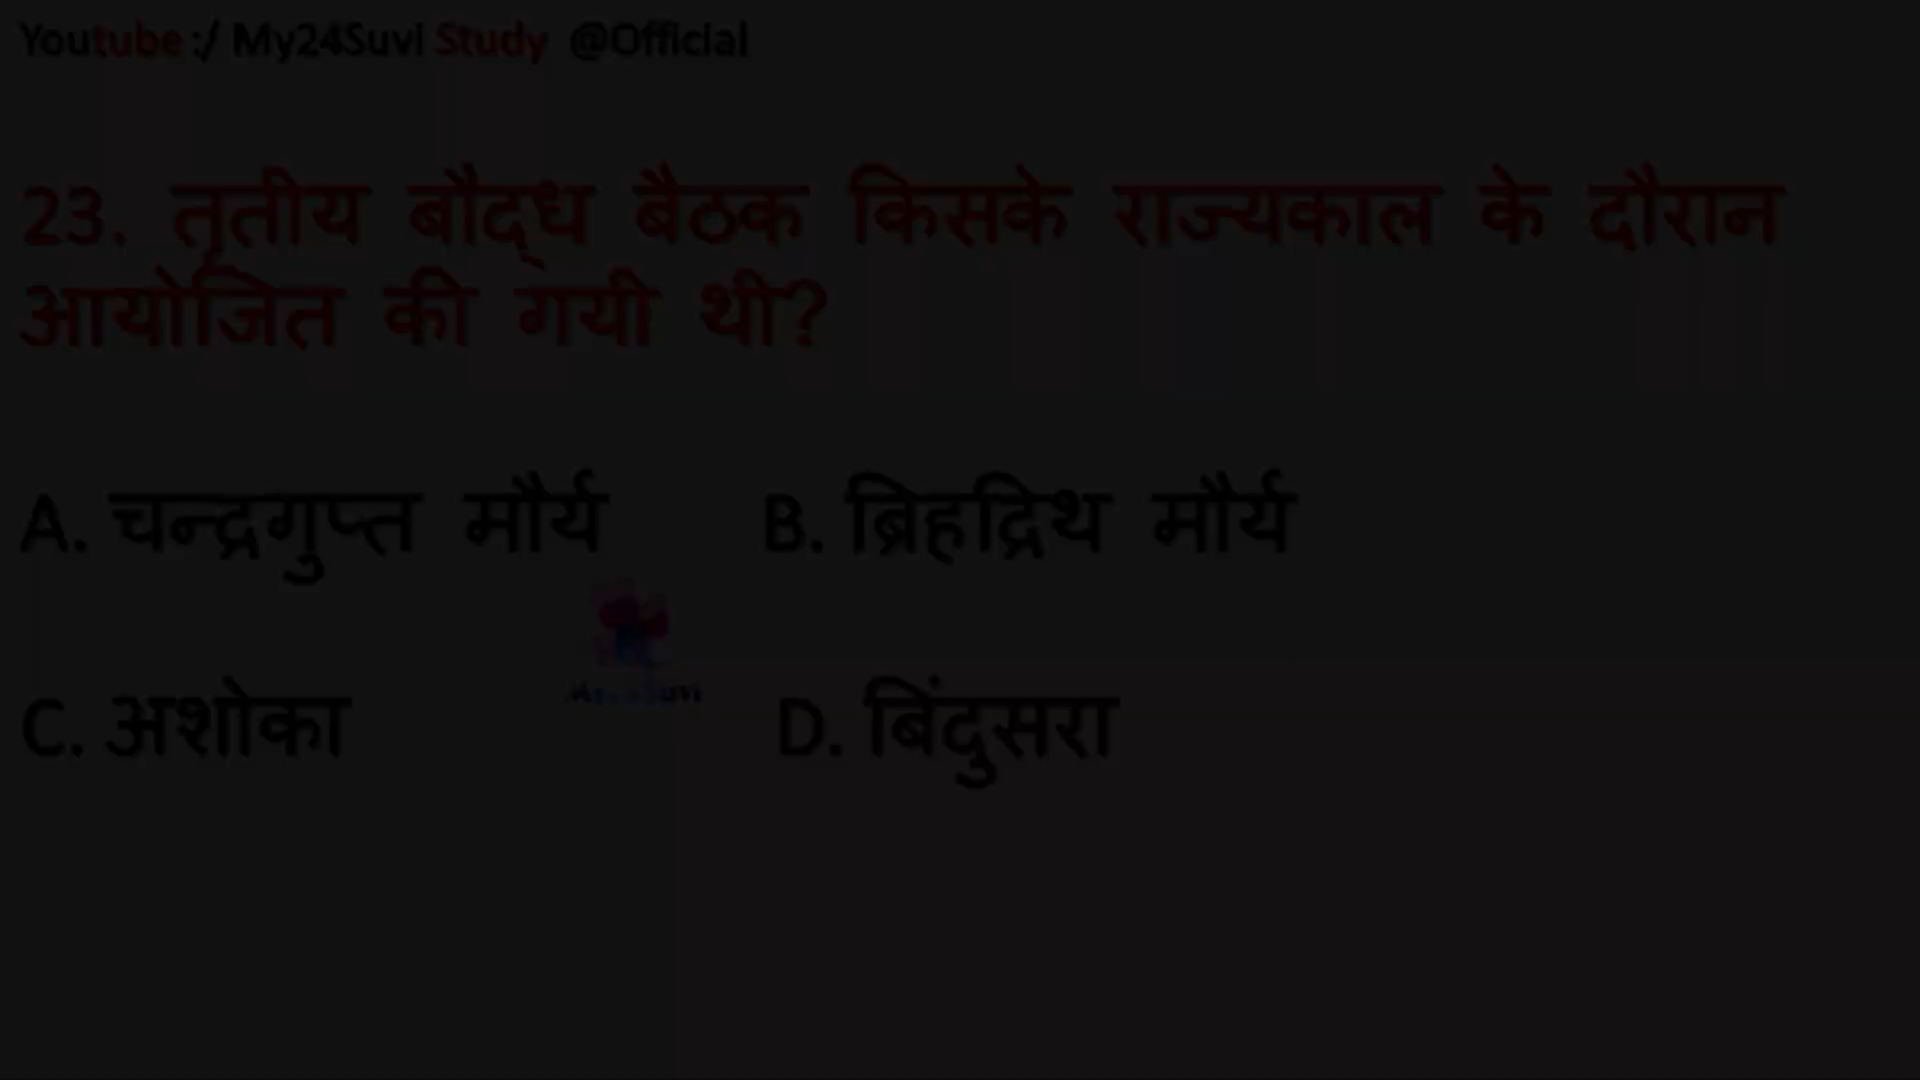 Youtube :/ My24Suvi Study @Official
23. तृतीय बौद्ध बैठक किसके राज्यकाल के दौरान
आयोजित की गयी थी?
A. चन्द्रगुप्त मौर्य B. ब्रिहद्रिथ मौर्य
C. अशोका D. बिंदुसरा